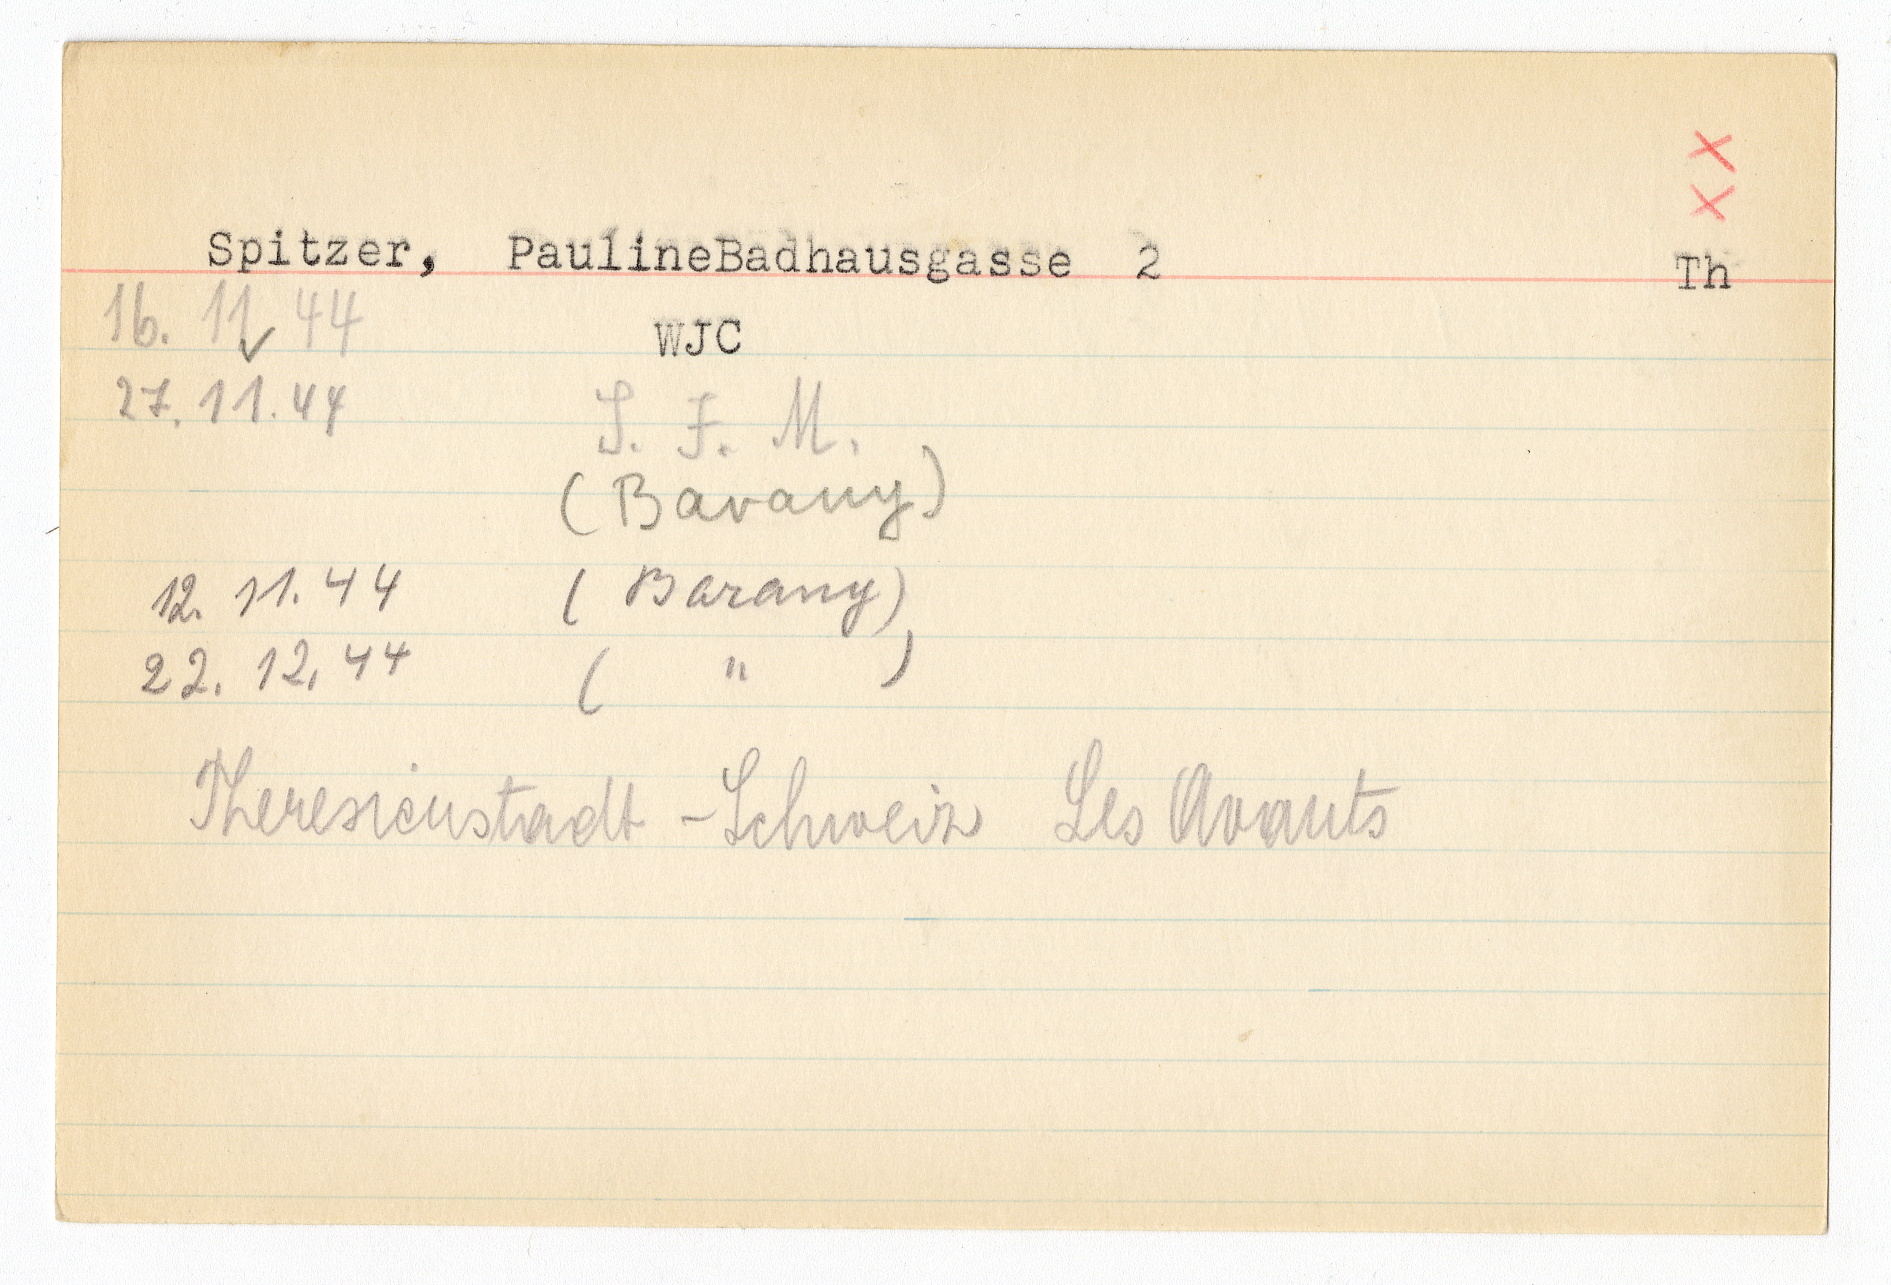 XX
Spitzer, PaulineBadhausgasse 2 Th
16. 11 44 WJC
27. 11. 44 S. F. M.
(Barany)
12. 11. 44 (Barany)
22. 12. 44 ( " )
Theresienstadt - Schweiz Les Avants